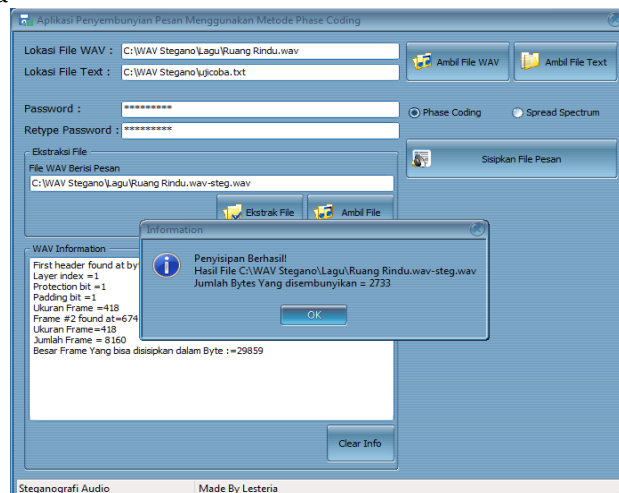 Aplikasi Penyembunyian Pesan Menggunakan Metode Phase Coding
Lokasi File WAV : C:\WAV Stegano\Lagu\Ruang Rindu.wav
Ambil File WAV Ambil File Text
Lokasi File Text : C:\WAV Stegano\ujicoba.txt
Password : *********
Phase Coding Spread Spectrum
Retype Password : *********
Ekstraksi File
Sisipkan File Pesan
File WAV Berisi Pesan
C:\WAV Stegano\Lagu\Ruang Rindu.wav-steg.wav
Ekstrak File Ambil File
Information
Penyisipan Berhasil!
Hasil File C:\WAV Stegano\Lagu\Ruang Rindu.wav-steg.wav
Jumlah Bytes Yang disembunyikan = 2733
OK
WAV Information
First header found at by
Layer index =1
Protection bit =1
Padding bit =1
Ukuran Frame =418
Frame #2 found at=674
Ukuran Frame=418
Jumlah Frame = 8160
Besar Frame Yang bisa disisipkan dalam Byte :=29859
Clear Info
Steganografi Audio Made By Lesteria